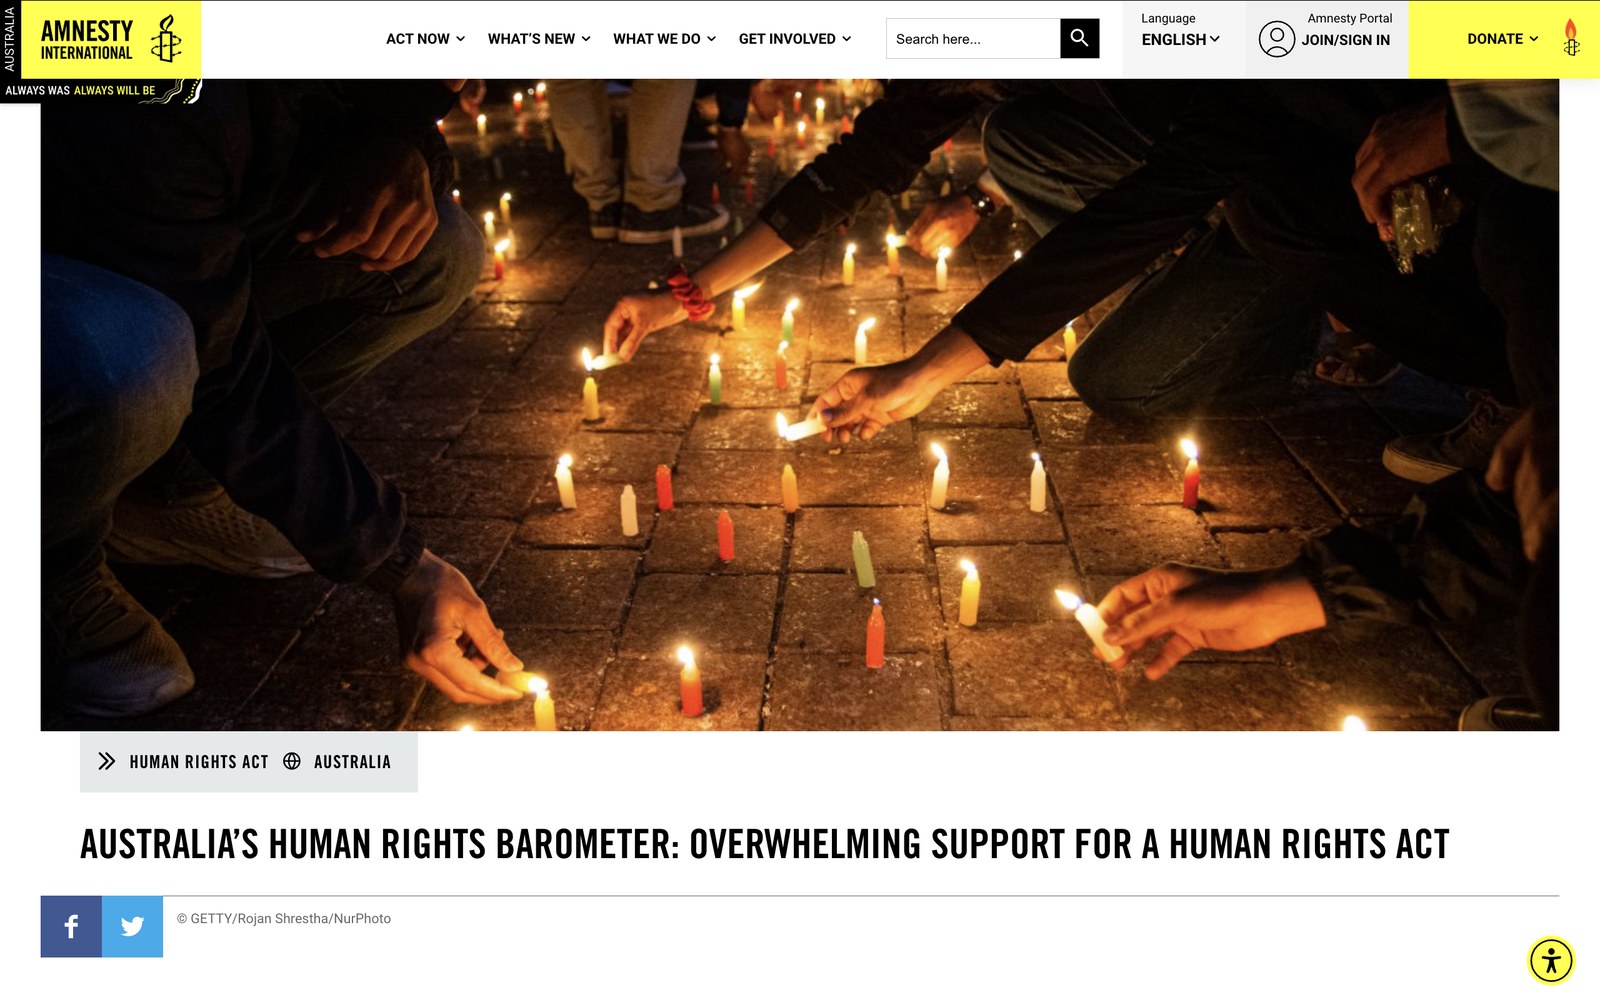 AUSTRALIA
AMNESTY
INTERNATIONAL
ALWAYS WAS ALWAYS WILL BE
ACT NOW
WHAT'S NEW
WHAT WE DO
GET INVOLVED
Search here...
Language
ENGLISH
Amnesty Portal
JOIN/SIGN IN
DONATE
HUMAN RIGHTS ACT
AUSTRALIA
AUSTRALIA'S HUMAN RIGHTS BAROMETER: OVERWHELMING SUPPORT FOR A HUMAN RIGHTS ACT
© GETTY/Rojan Shrestha/NurPhoto